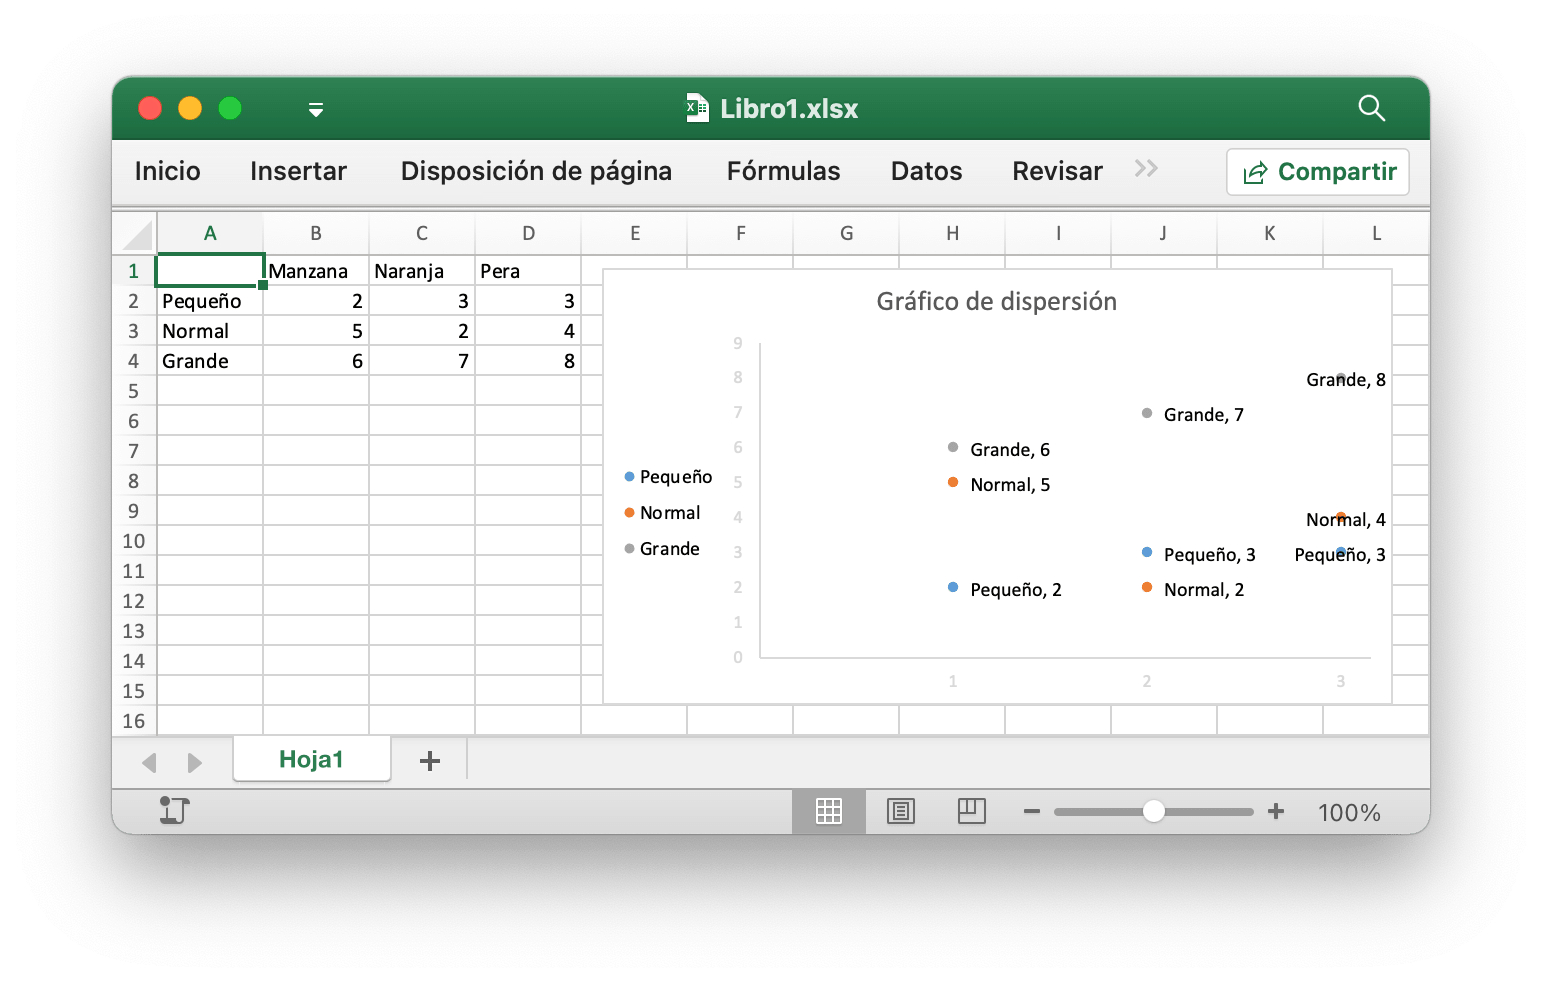 Libro1.xlsx
Inicio Insertar Disposición de página Fórmulas Datos Revisar Compartir
A B C D E F G H I J K L
1 Manzana Naranja Pera
2 Pequeño 2 3 3
3 Normal 5 2 4
4 Grande 6 7 8
5
6
7
8
9
10
11
12
13
14
15
16
Gráfico de dispersión
9
8
7
6
5
4
3
2
1
0
1 2 3
Pequeño
Normal
Grande
Grande, 8
Grande, 7
Grande, 6
Normal, 5
Normal, 4
Pequeño, 3
Pequeño, 3
Pequeño, 2
Normal, 2
Hoja1
100%